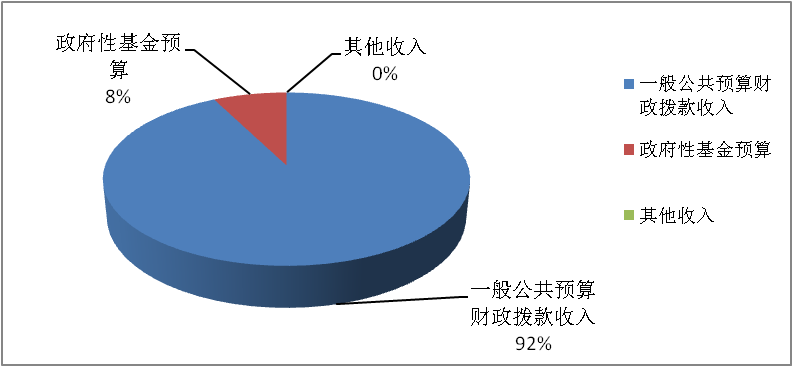 政府性基金预
算
8%
其他收入
0%
一般公共预算财
政拨款收入
政府性基金预算
其他收入
一般公共预算
财政拨款收入
92%